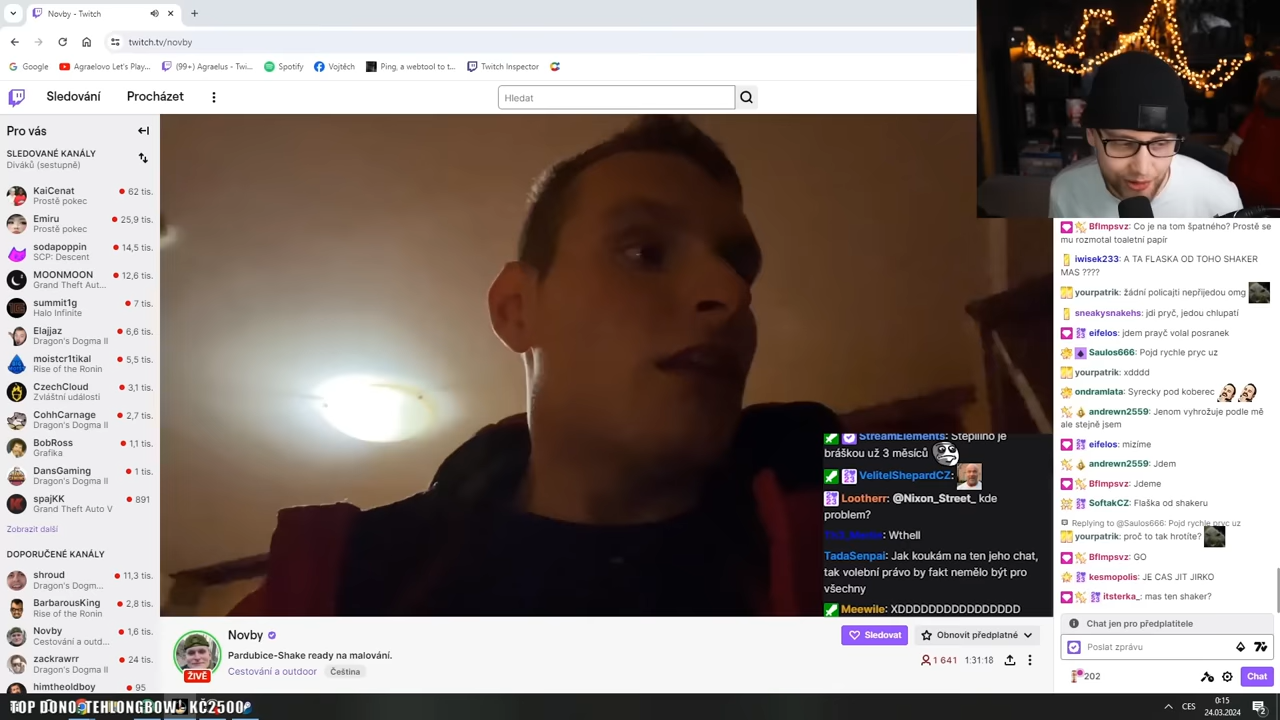 Novby - Twitch
twitch.tv/novby
Google
Agraelovo Let's Play...
(99+) Agraelus - Twi...
Spotify
Vojtěch
Ping, a webtool to t...
Twitch Inspector
Sledování
Procházet
Hledat
Pro vás
SLEDOVANÉ KANÁLY
Diváků (sestupně)
KaiCenat
62 tis.
Prostě pokec
Emiru
25,9 tis.
Prostě pokec
sodapoppin
14,5 tis.
SCP: Descent
MOONMOON
12,6 tis.
Grand Theft Aut...
summit1g
7 tis.
Halo Infinite
Elajjaz
6,6 tis.
Dragon's Dogma II
moistcr1tikal
5,5 tis.
Rise of the Ronin
CzechCloud
3,1 tis.
Zvláštní události
CohhCarnage
2,7 tis.
Dragon's Dogma II
BobRoss
1,1 tis.
Grafika
DansGaming
1 tis.
Dragon's Dogma II
spajKK
891
Grand Theft Auto V
Zobrazit další
DOPORUČENÉ KANÁLY
shroud
11,3 tis.
Dragon's Dogm...
BarbarousKing
2,8 tis.
Rise of the Ronin
Novby
1,6 tis.
Cestování a outd...
zackrawrr
24 tis.
Dragon's Dogma II
himtheoldboy
95
StreamElements: Stepilino je
bráškou už 3 měsíců
VelitelShepardCZ:
Lootherr: @Nixon_Street_ kde
problem?
Wthell
TadaSenpai: Jak koukám na ten jeho chat,
tak volební právo by fakt nemělo být pro
všechny
Meewile: XDDDDDDDDDDDDDDDD
Novby
Pardubice-Shake ready na malování.
Cestování a outdoor
Čeština
ŽIVĚ
Sledovat
Obnovit předplatné
1 641
1:31:18
Bflmpsvz: Co je na tom špatného? Prostě se
mu rozmotal toaletní papír
iwisek233: A TA FLASKA OD TOHO SHAKER
MAS ????
yourpatrik: žádní policajti nepřijedou omg
sneakysnakehs: jdi pryč, jedou chlupatí
eifelos: jdem prayč volal posranek
Saulos666: Pojd rychle pryc uz
yourpatrik: xdddd
ondramlata: Syrecky pod koberec
andrewn2559: Jenom vyhrožuje podle mě
ale stejně jsem
eifelos: mizíme
andrewn2559: Jdem
Bflmpsvz: Jdeme
SoftakCZ: Flaška od shakeru
Replying to @Saulos666: Pojd rychle pryc uz
yourpatrik: proč to tak hrotíte?
Bflmpsvz: GO
kesmopolis: JE CAS JIT JIRKO
itsterka_: mas ten shaker?
Chat jen pro předplatitele
Poslat zprávu
202
Chat
TOP DONO: TEHLONGBOWJ KČ2500
CES
0:15
24.03.2024
2